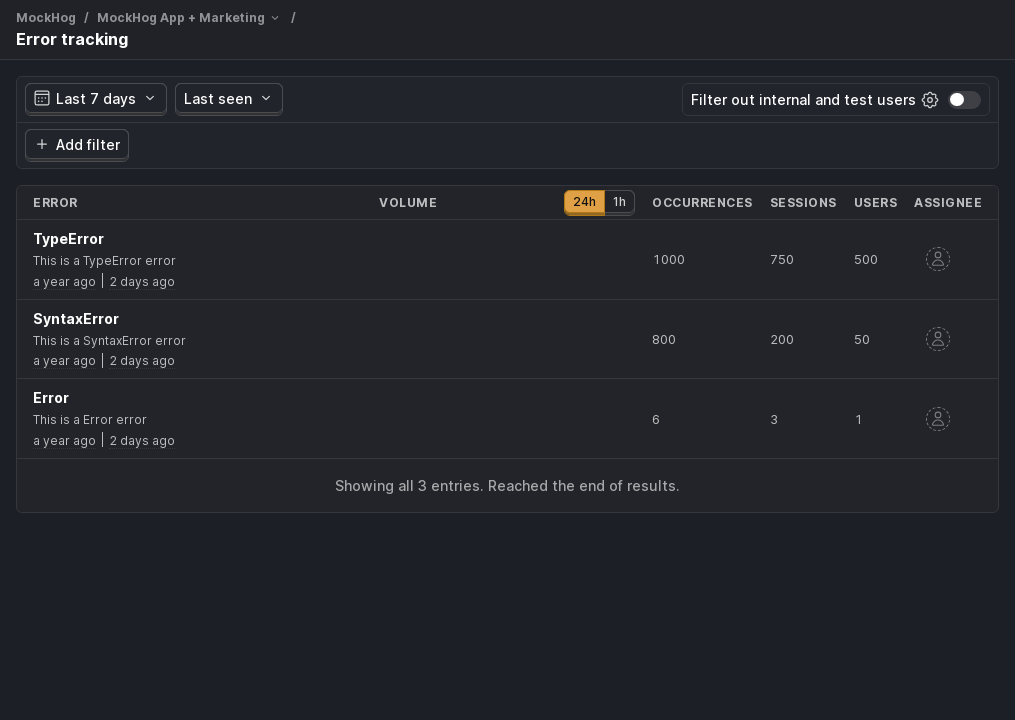 MockHog / MockHog App + Marketing /
Error tracking
Last 7 days Last seen Filter out internal and test users
Add filter
ERROR VOLUME 24h 1h OCCURRENCES SESSIONS USERS ASSIGNEE
TypeError
This is a TypeError error
a year ago | 2 days ago
1000 750 500
SyntaxError
This is a SyntaxError error
a year ago | 2 days ago
800 200 50
Error
This is a Error error
a year ago | 2 days ago
6 3 1
Showing all 3 entries. Reached the end of results.